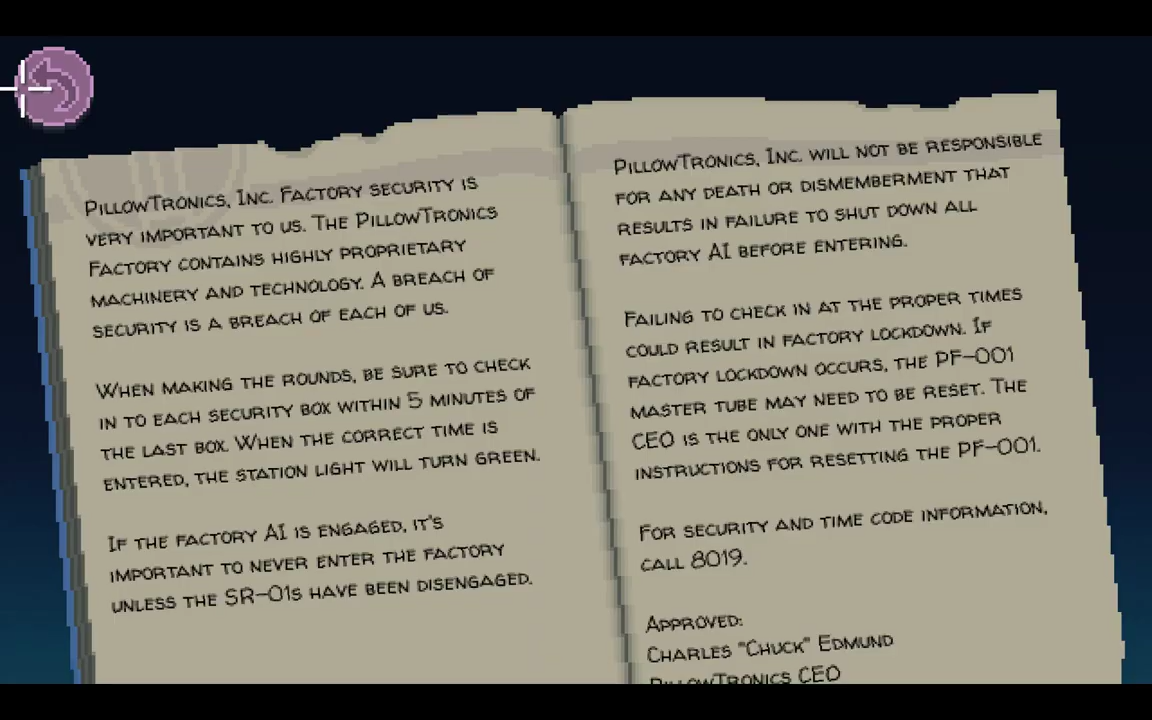 PillowTronics, Inc. Factory security is
very important to us. The PillowTronics
Factory contains highly proprietary
machinery and technology. A breach of
security is a breach of each of us.
When making the rounds, be sure to check
in to each security box within 5 minutes of
the last box. When the correct time is
entered, the station light will turn green.
If the factory AI is engaged, it's
important to never enter the factory
unless the SR-01s have been disengaged.
PillowTronics, Inc. will not be responsible
for any death or dismemberment that
results in failure to shut down all
factory AI before entering.
Failing to check in at the proper times
could result in factory lockdown. If
factory lockdown occurs, the PF-001
master tube may need to be reset. The
CEO is the only one with the proper
instructions for resetting the PF-001.
For security and time code information,
call 8019.
Approved:
Charles "Chuck" Edmund
PillowTronics CEO